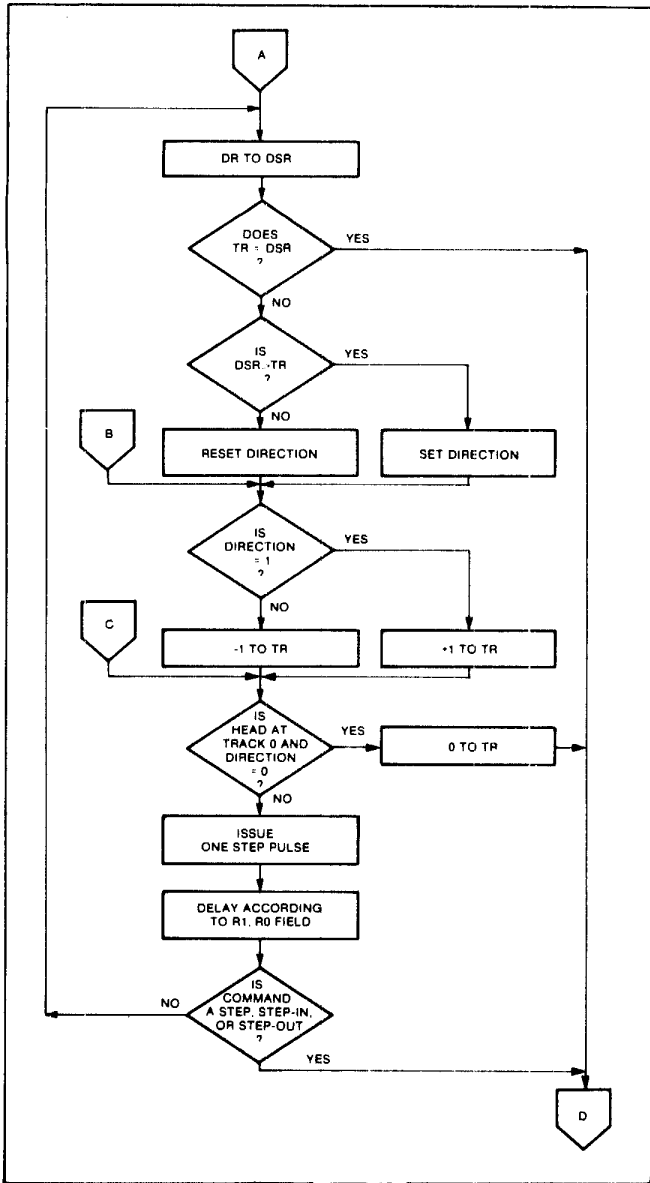 A
DR TO DSR
DOES
TR = DSR
?
YES
NO
IS
DSR>TR
?
YES
NO
B
RESET DIRECTION
SET DIRECTION
IS
DIRECTION
= 1
?
YES
NO
C
-1 TO TR
+1 TO TR
IS
HEAD AT
TRACK 0 AND
DIRECTION
= 0
?
YES
0 TO TR
NO
ISSUE
ONE STEP PULSE
DELAY ACCORDING
TO R1, R0 FIELD
IS
COMMAND
A STEP, STEP-IN,
OR STEP-OUT
?
NO
YES
D